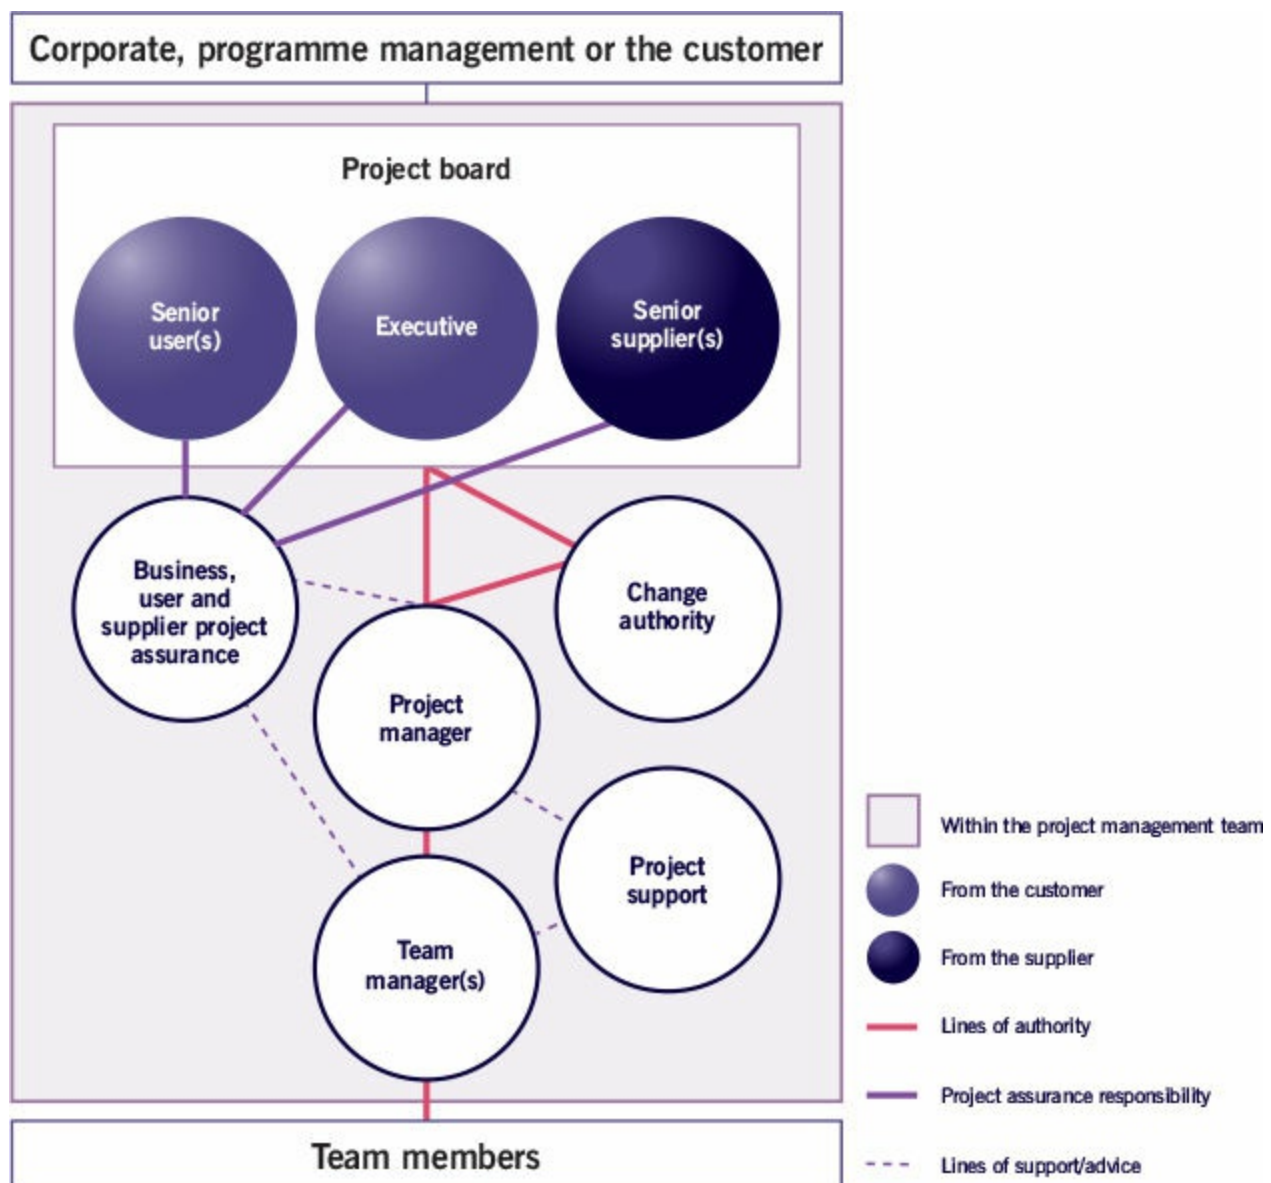 Corporate, programme management or the customer
Project board
Senior
user(s)
Executive
Senior
supplier(s)
Business,
user and
supplier project
assurance
Change
authority
Project
manager
Project
support
Team
manager(s)
Team members
Within the project management team
From the customer
From the supplier
Lines of authority
Project assurance responsibility
Lines of support/advice